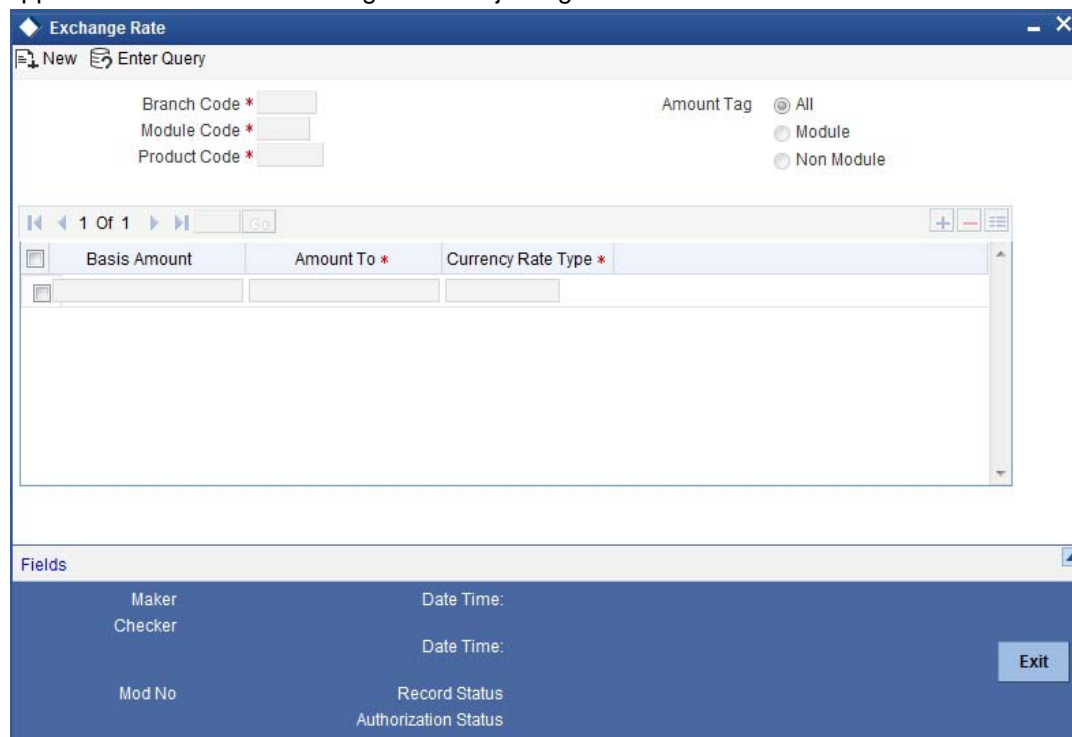 Exchange Rate
New Enter Query
Branch Code *
Module Code *
Product Code *
Amount Tag
All
Module
Non Module
1 Of 1 Go
Basis Amount Amount To * Currency Rate Type *
Fields
Maker Date Time:
Checker
Date Time:
Exit
Mod No Record Status
Authorization Status